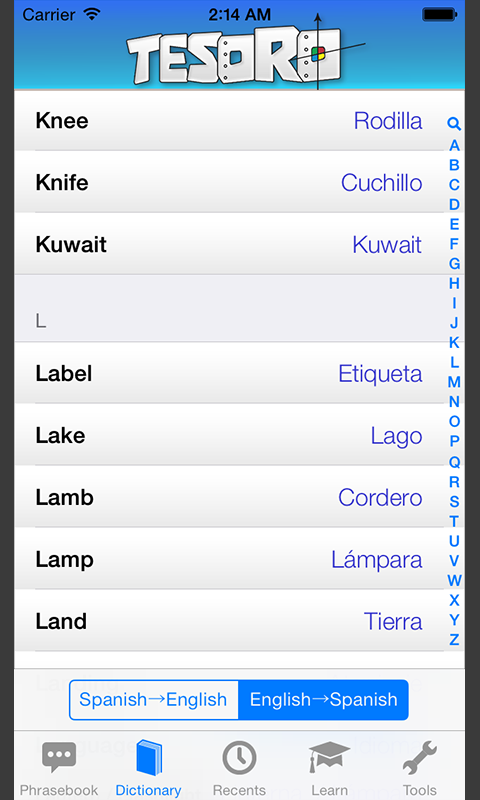 Carrier 2:14 AM
TESORO
Knee Rodilla
Knife Cuchillo
Kuwait Kuwait
L
Label Etiqueta
Lake Lago
Lamb Cordero
Lamp Lámpara
Land Tierra
A
B
C
D
E
F
G
H
I
J
K
L
M
N
O
P
Q
R
S
T
U
V
W
X
Y
Z
Spanish→English English→Spanish
Phrasebook Dictionary Recents Learn Tools